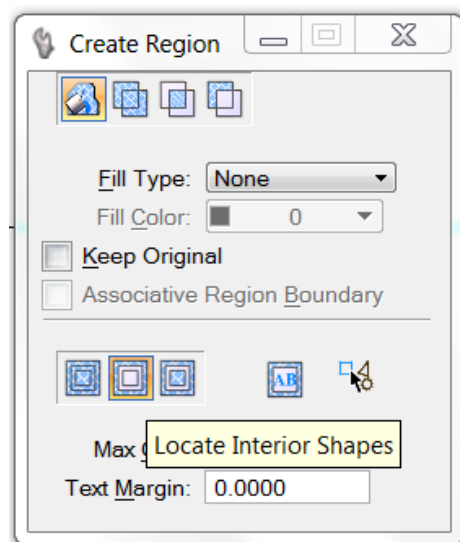 Create Region
Fill Type: None
Fill Color: 0
Keep Original
Associative Region Boundary
AB
Max
Locate Interior Shapes
Text Margin: 0.0000